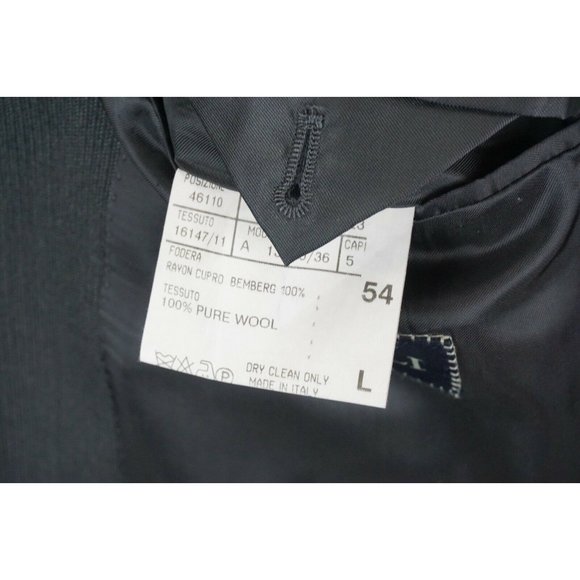 POSIZIONE
46110
TESSUTO
16147/11
A
/36
CAPI
5
FODERA
RAYON CUPRO BEMBERG 100%
54
TESSUTO
100% PURE WOOL
DRY CLEAN ONLY
MADE IN ITALY
L